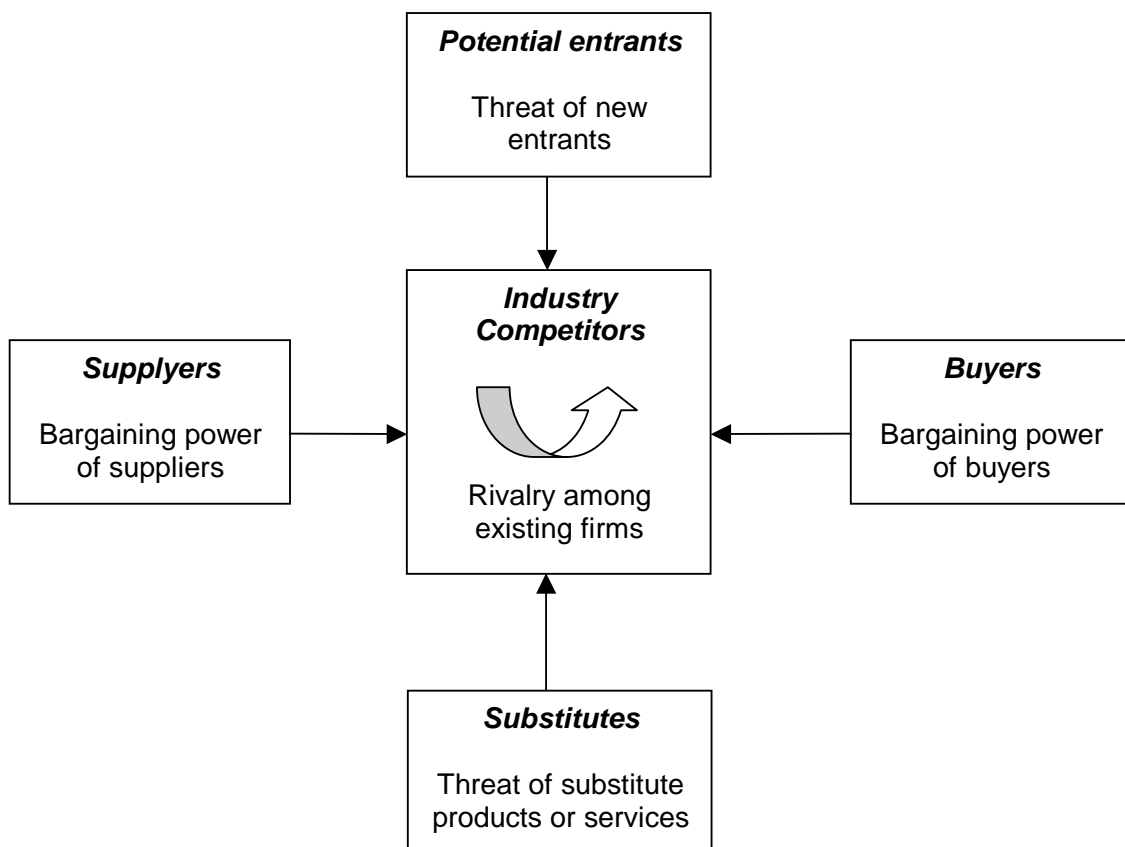 Potential entrants
Threat of new
entrants
Industry
Competitors
Rivalry among
existing firms
Supplyers
Bargaining power
of suppliers
Buyers
Bargaining power
of buyers
Substitutes
Threat of substitute
products or services